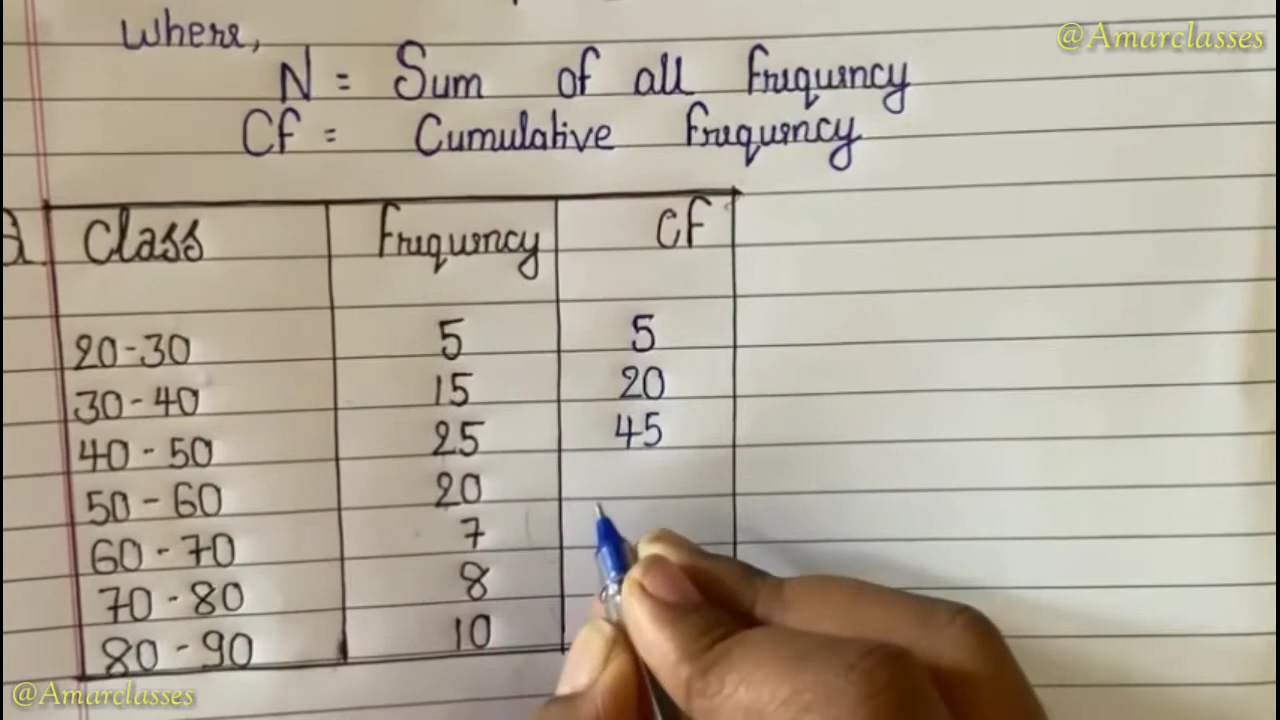 where,
@Amarclasses
N = Sum of all frequency
Cf = Cumulative frequency
Class Frequency CF
20-30 5 5
30-40 15 20
40-50 25 45
50-60 20
60-70 7
70-80 8
80-90 10
@Amarclasses